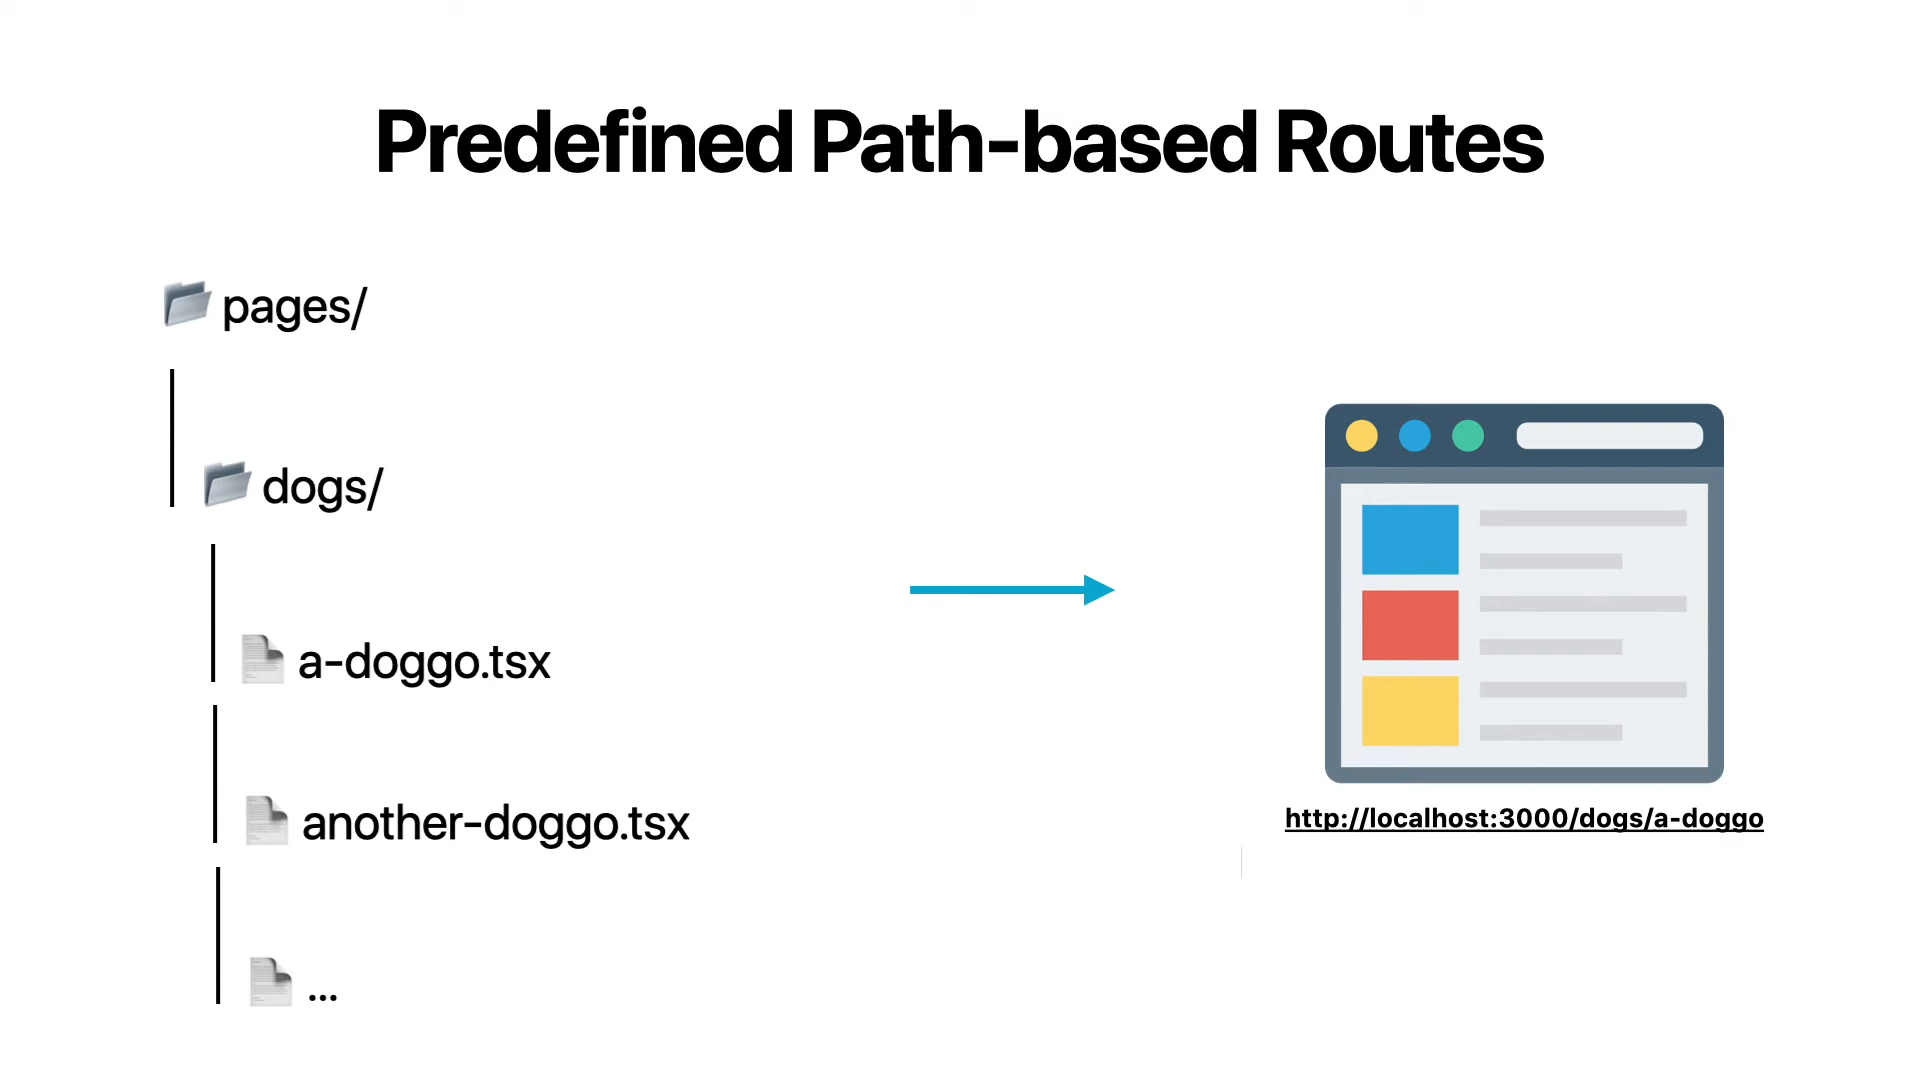 Predefined Path-based Routes
pages/
dogs/
a-doggo.tsx
another-doggo.tsx
...
http://localhost:3000/dogs/a-doggo